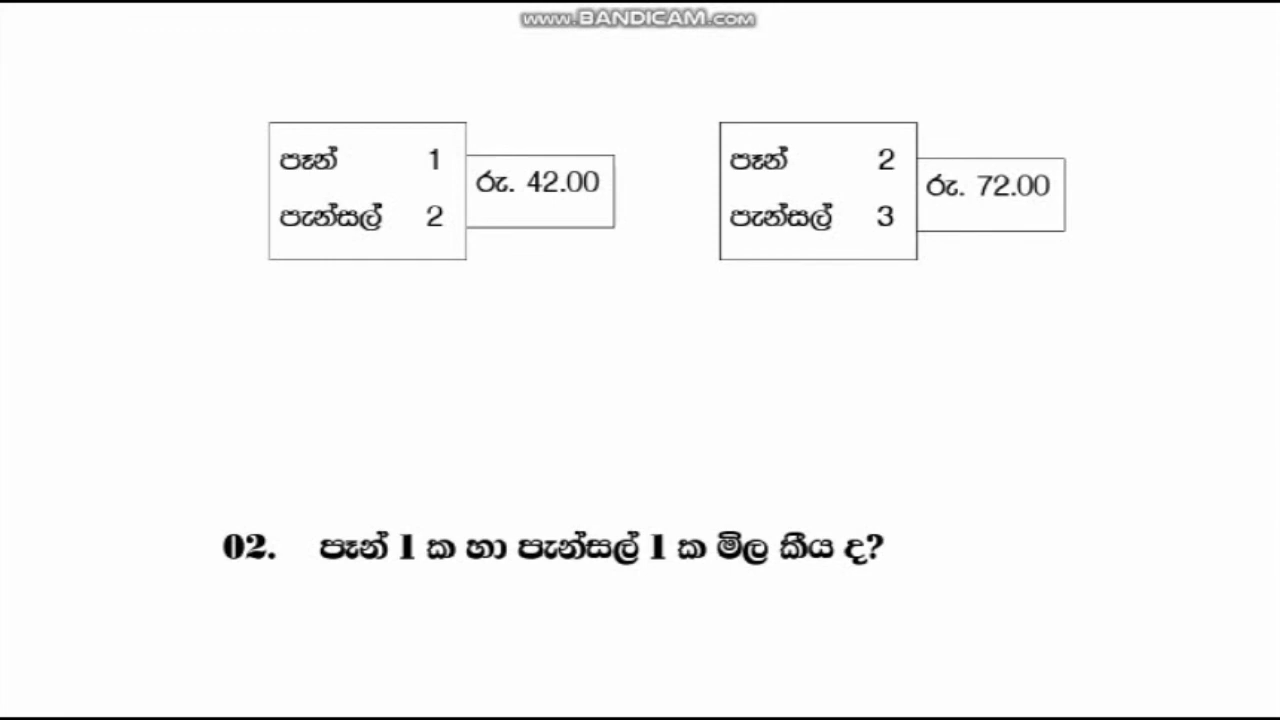 WWW.BANDICAM.COM
පෑන් 1
පැන්සල් 2
රු. 42.00
පෑන් 2
පැන්සල් 3
රු. 72.00
02. පෑන් 1 ක හා පැන්සල් 1 ක මිල කීය ද?